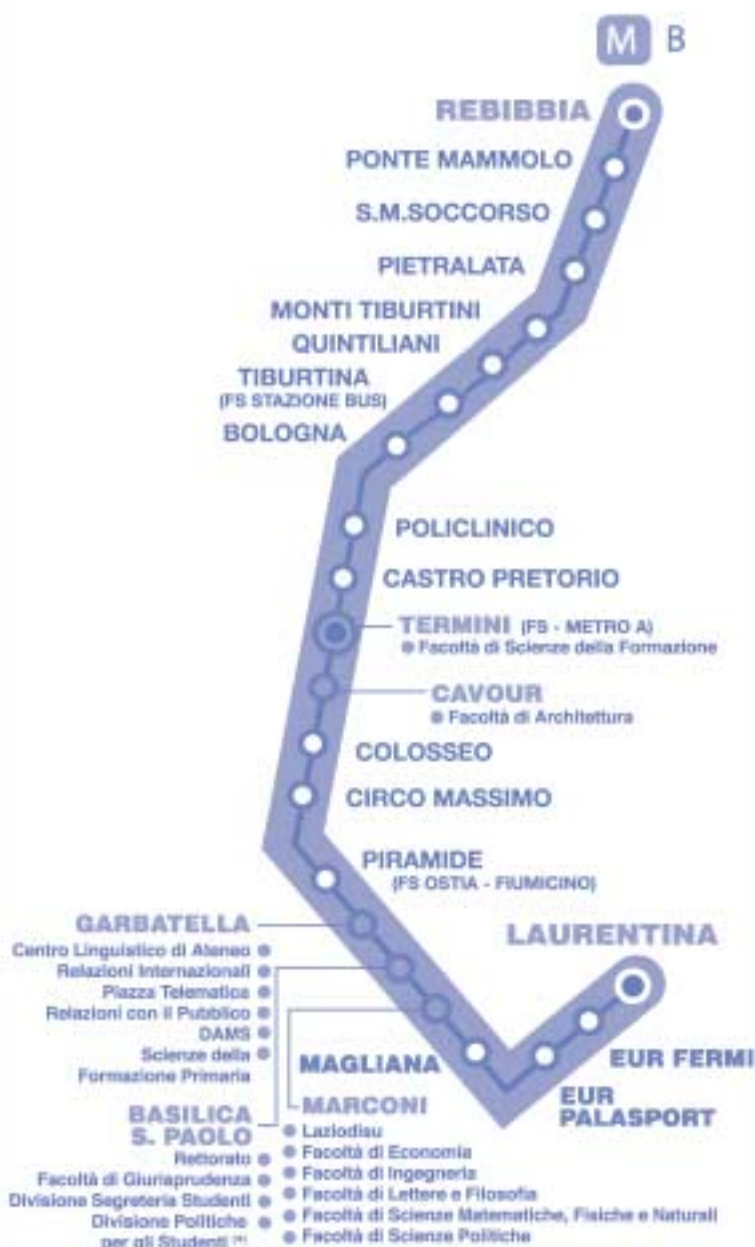 M B
REBIBBIA
PONTE MAMMOLO
S.M.SOCCORSO
PIETRALATA
MONTI TIBURTINI
QUINTILIANI
TIBURTINA
(FS STAZIONE BUS)
BOLOGNA
POLICLINICO
CASTRO PRETORIO
TERMINI (FS - METRO A)
Facoltà di Scienze della Formazione
CAVOUR
Facoltà di Architettura
COLOSSEO
CIRCO MASSIMO
PIRAMIDE
(FS OSTIA - FIUMICINO)
GARBATELLA
Centro Linguistico di Ateneo
Relazioni Internazionali
Piazza Telematica
Relazioni con il Pubblico
DAMS
Scienze della
Formazione Primaria
BASILICA
S. PAOLO
Rettorato
Facoltà di Giurisprudenza
Divisione Segreteria Studenti
Divisione Politiche
per gli Studenti (*)
MARCONI
Laziodisu
Facoltà di Economia
Facoltà di Ingegneria
Facoltà di Lettere e Filosofia
Facoltà di Scienze Matematiche, Fisiche e Naturali
Facoltà di Scienze Politiche
MAGLIANA
EUR
PALASPORT
EUR FERMI
LAURENTINA